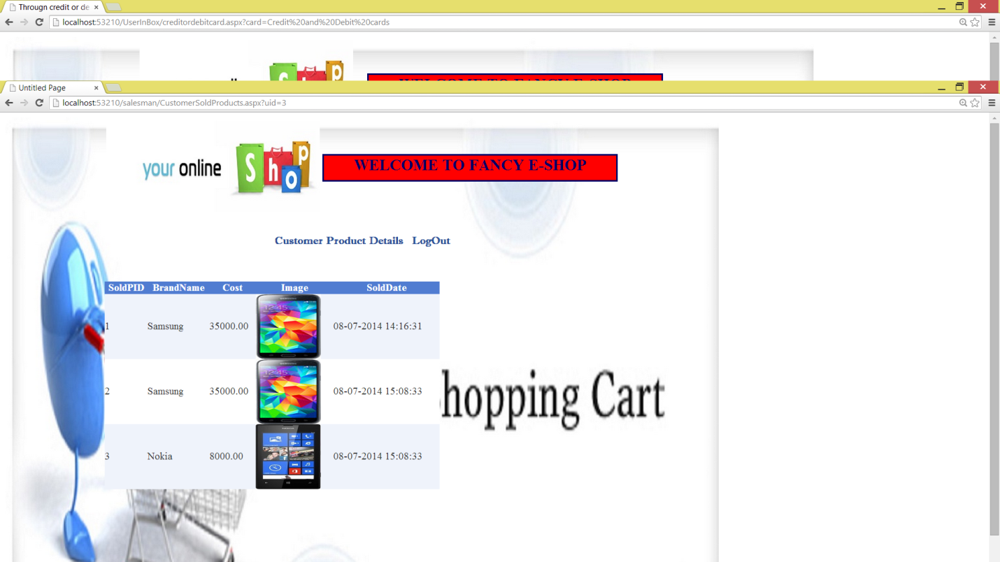 Througn credit or de
localhost:53210/UserInBox/creditordebitcard.aspx?card=Credit%20and%20Debit%20cards
Untitled Page
localhost:53210/salesman/CustomerSoldProducts.aspx?uid=3
your online Shop
WELCOME TO FANCY E-SHOP
Customer Product Details LogOut
SoldPID BrandName Cost Image SoldDate
1 Samsung 35000.00 12:45 08-07-2014 14:16:31
2 Samsung 35000.00 12:45 08-07-2014 15:08:33
hopping Cart
3 Nokia 8000.00 08-07-2014 15:08:33